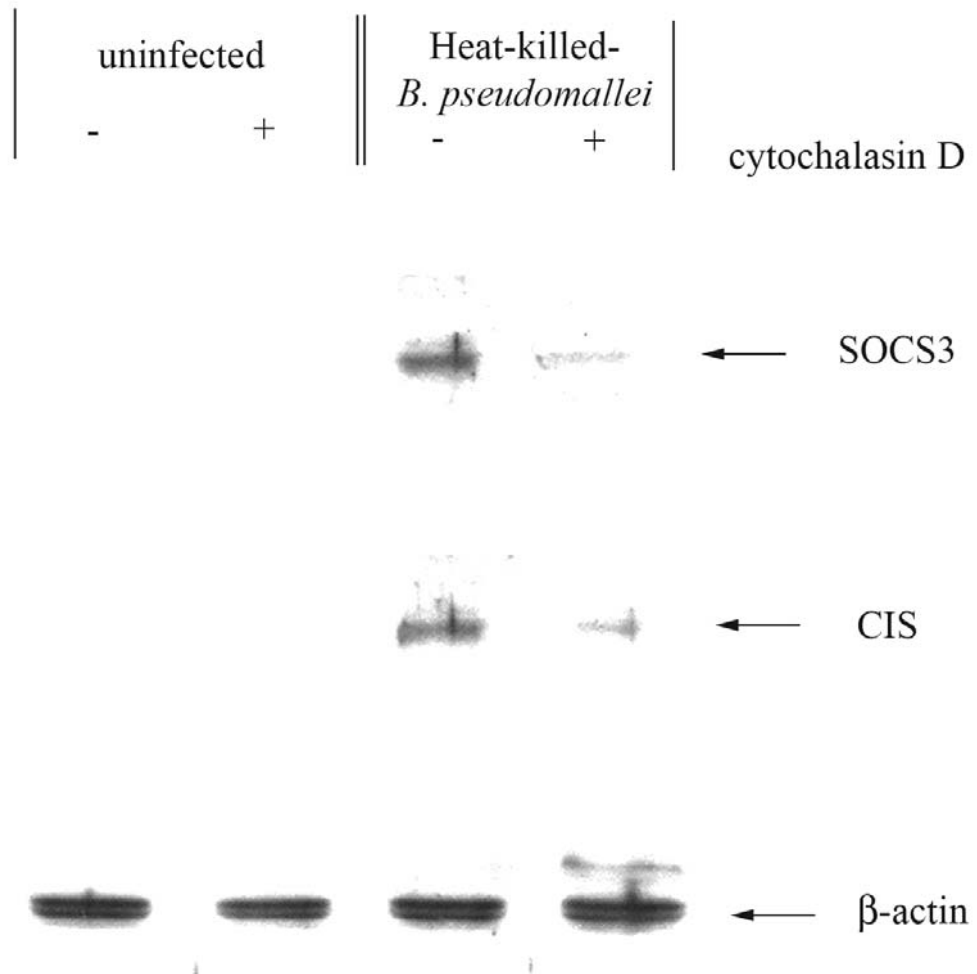 uninfected
Heat-killed-
B. pseudomallei
- + - +
cytochalasin D
SOCS3
CIS
β-actin